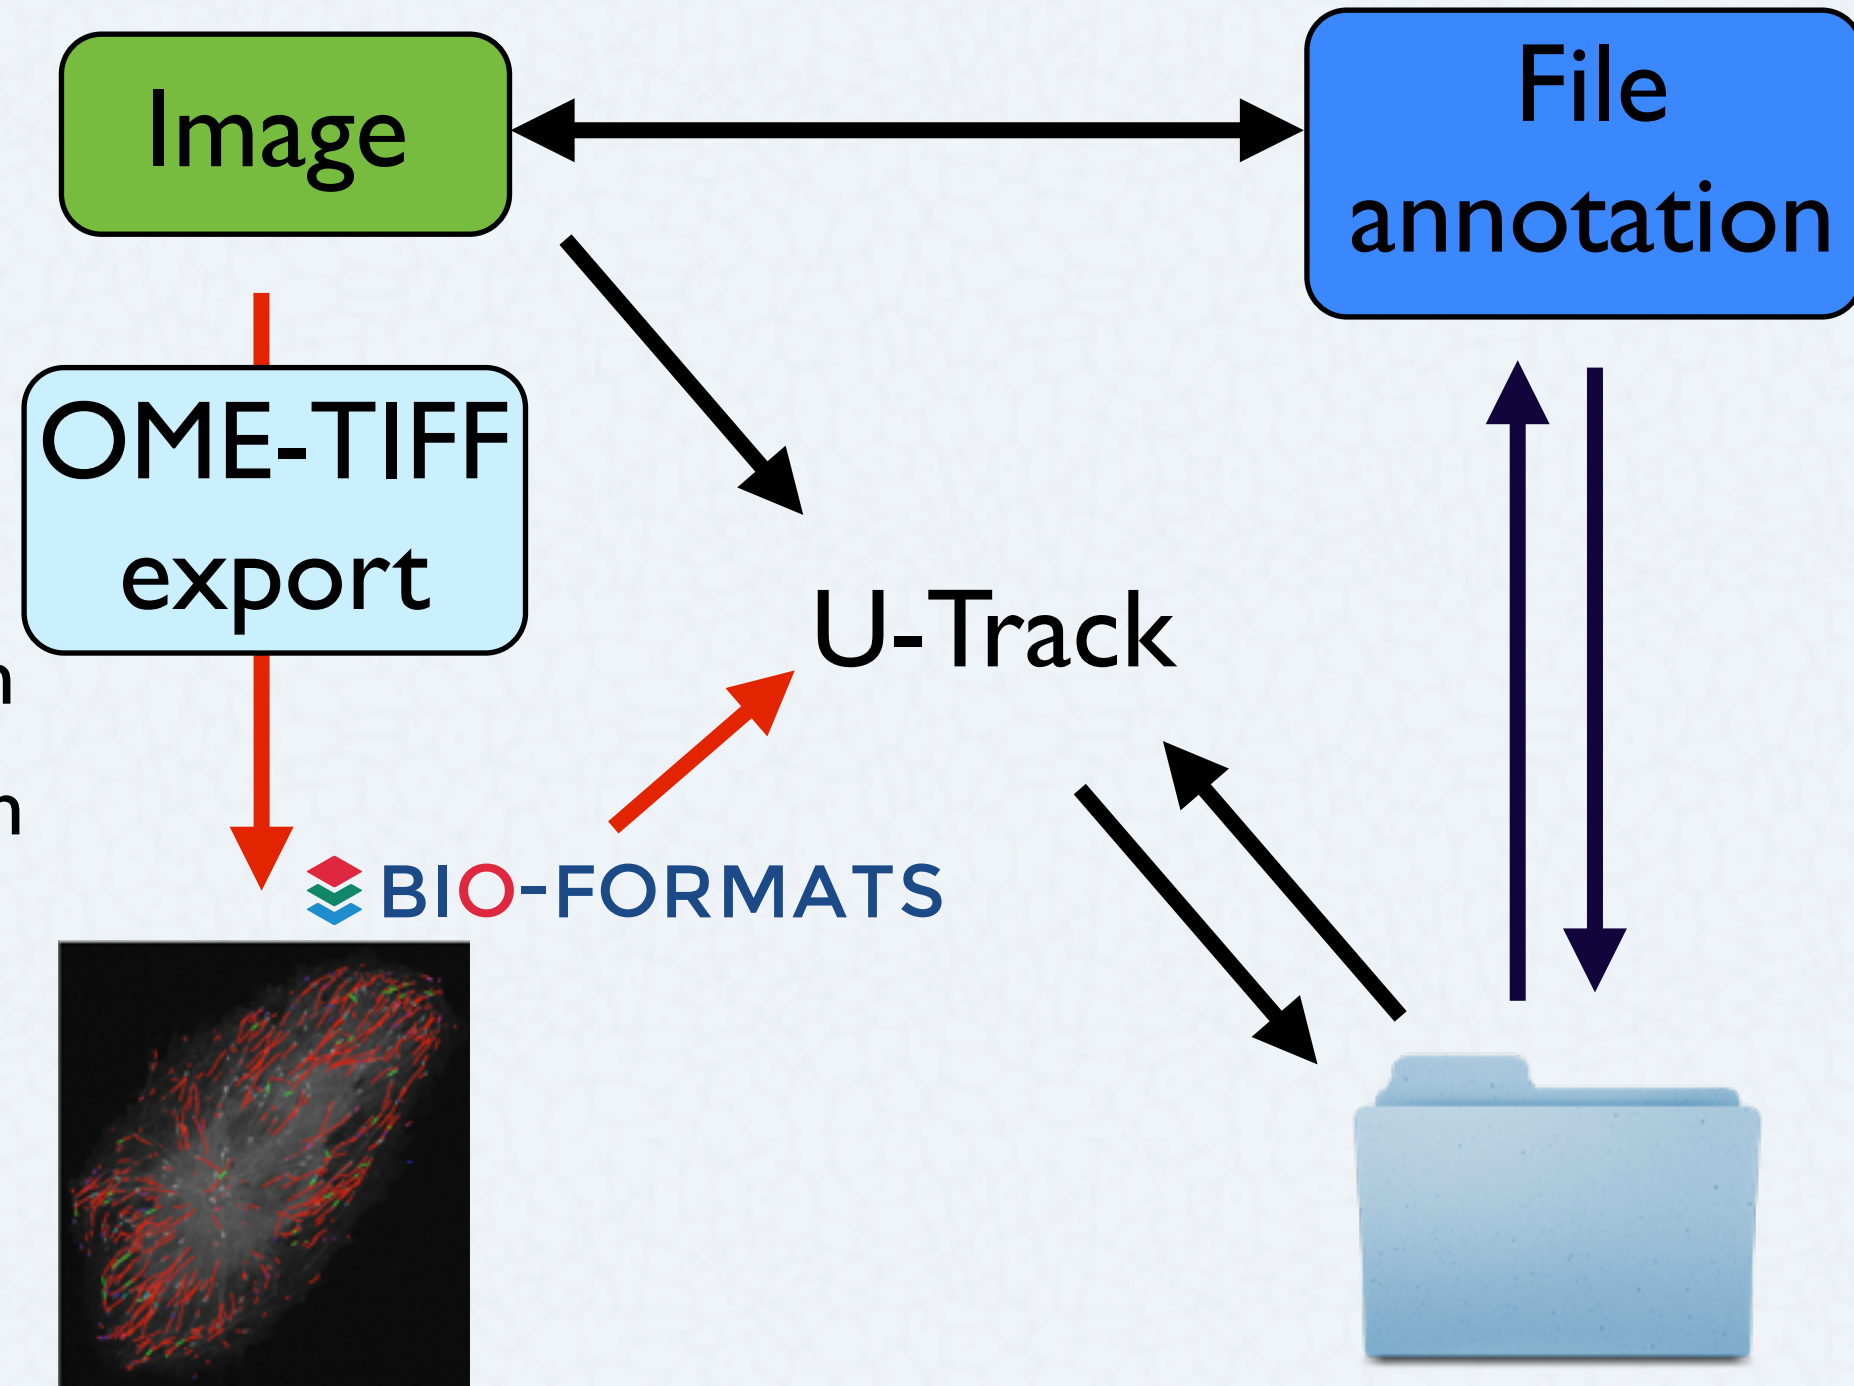 Image
File
annotation
OME-TIFF
export
U-Track
BIO-FORMATS